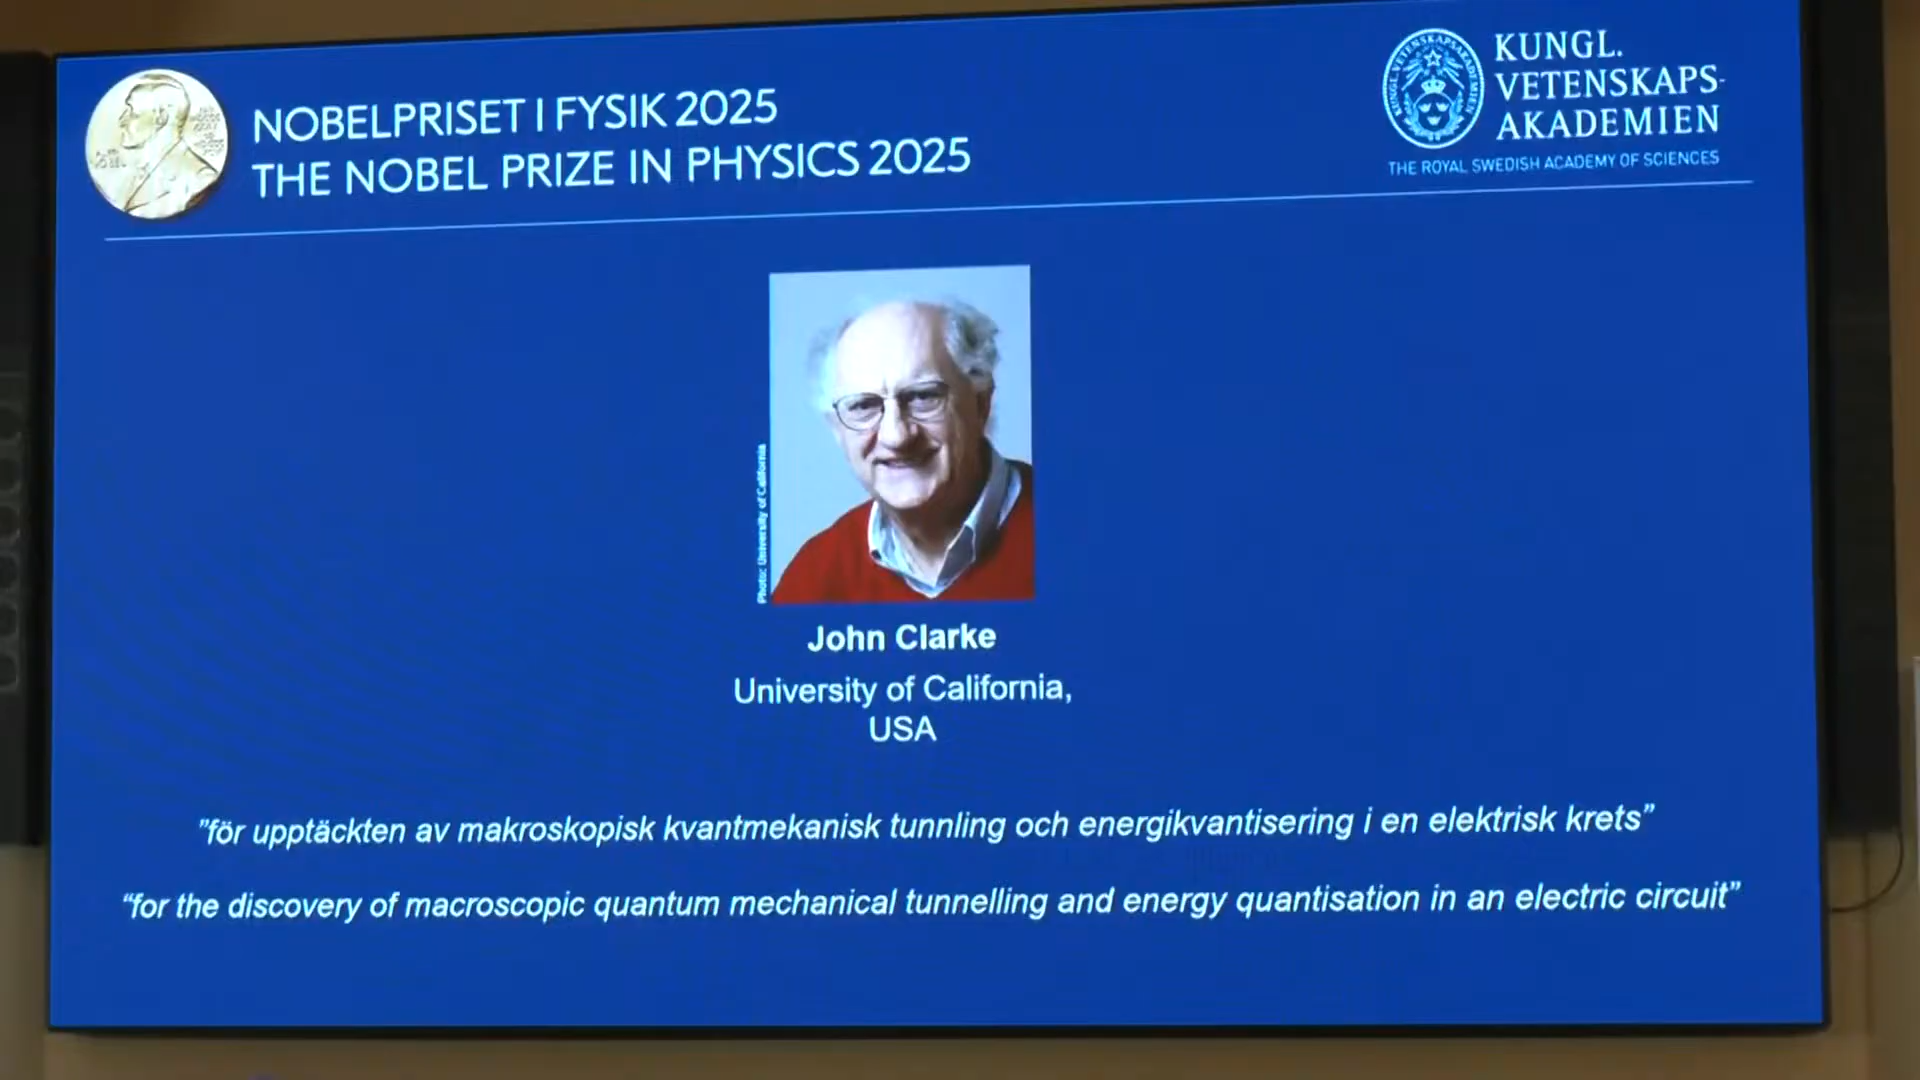 NOBELPRISET I FYSIK 2025
THE NOBEL PRIZE IN PHYSICS 2025
KUNGL.
VETENSKAPS-
AKADEMIEN
THE ROYAL SWEDISH ACADEMY OF SCIENCES
KUNGL. VETENSKAPSAKADEMIEN
Photo: University of California
John Clarke
University of California,
USA
”för upptäckten av makroskopisk kvantmekanisk tunnling och energikvantisering i en elektrisk krets”
“for the discovery of macroscopic quantum mechanical tunnelling and energy quantisation in an electric circuit”